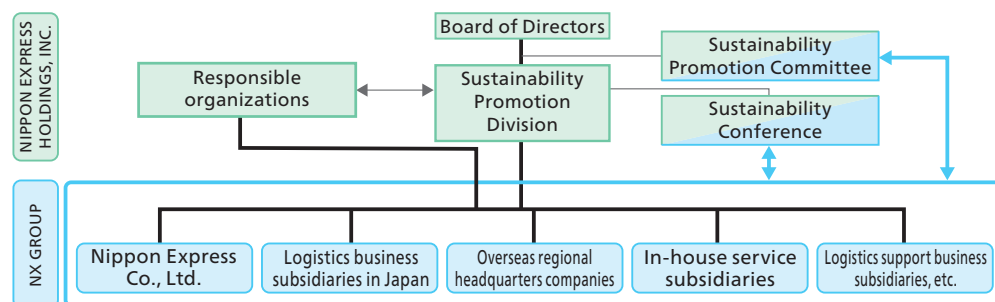 NIPPON EXPRESS
HOLDINGS, INC.
Board of Directors
Responsible
organizations
Sustainability
Promotion
Division
Sustainability
Promotion Committee
Sustainability
Conference
NX GROUP
Nippon Express
Co., Ltd.
Logistics business
subsidiaries in Japan
Overseas regional
headquarters companies
In-house service
subsidiaries
Logistics support business
subsidiaries, etc.